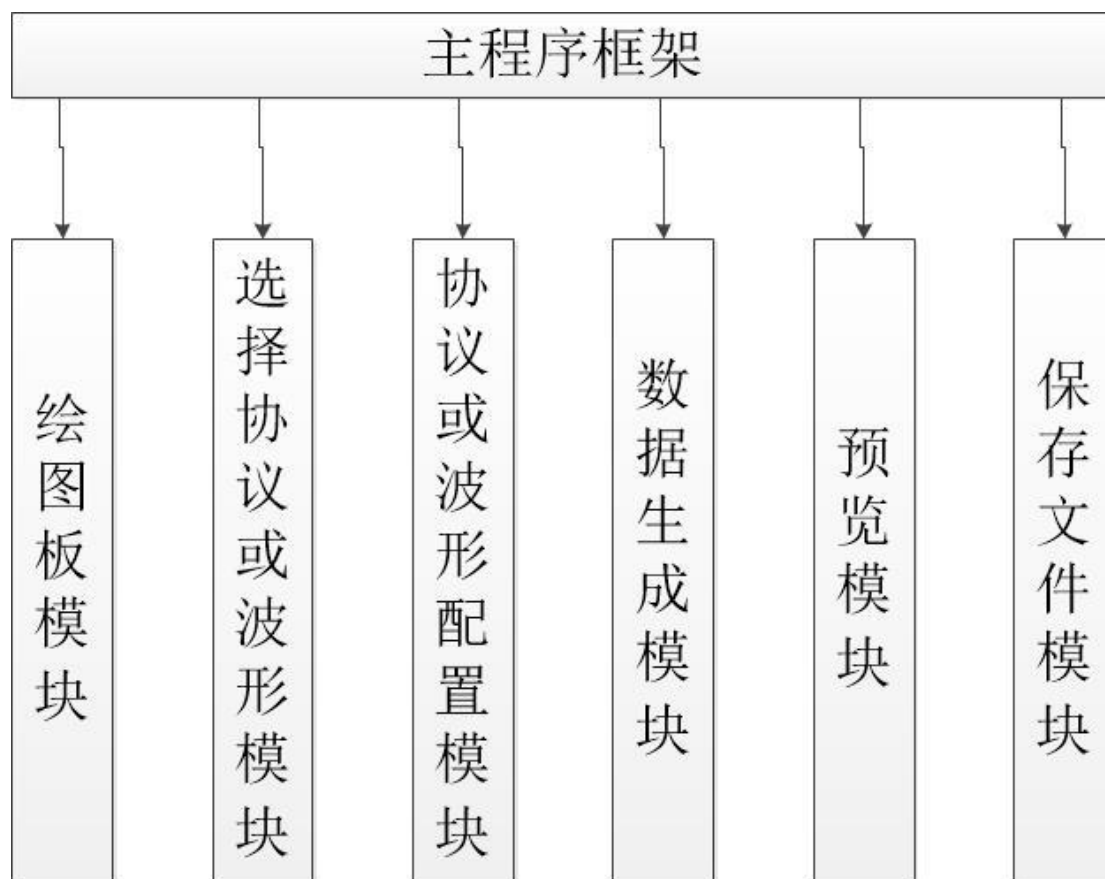 主程序框架
绘图板模块
选择协议或波形模块
协议或波形配置模块
数据生成模块
预览模块
保存文件模块